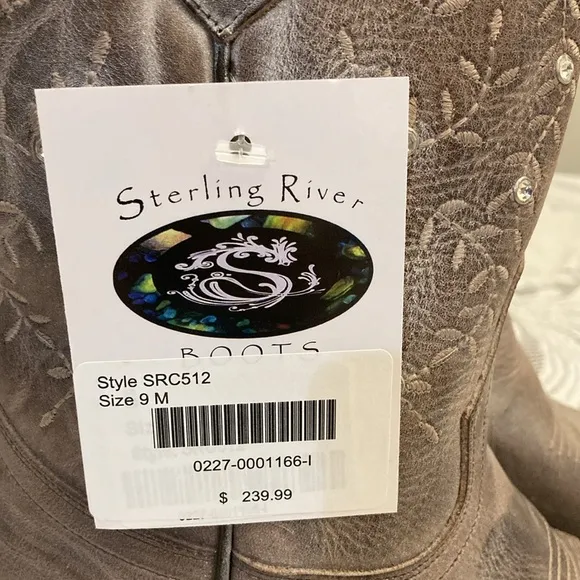 Sterling River
BOOTS
Style SRC512
Size 9 M
0227-0001166-I
$ 239.99